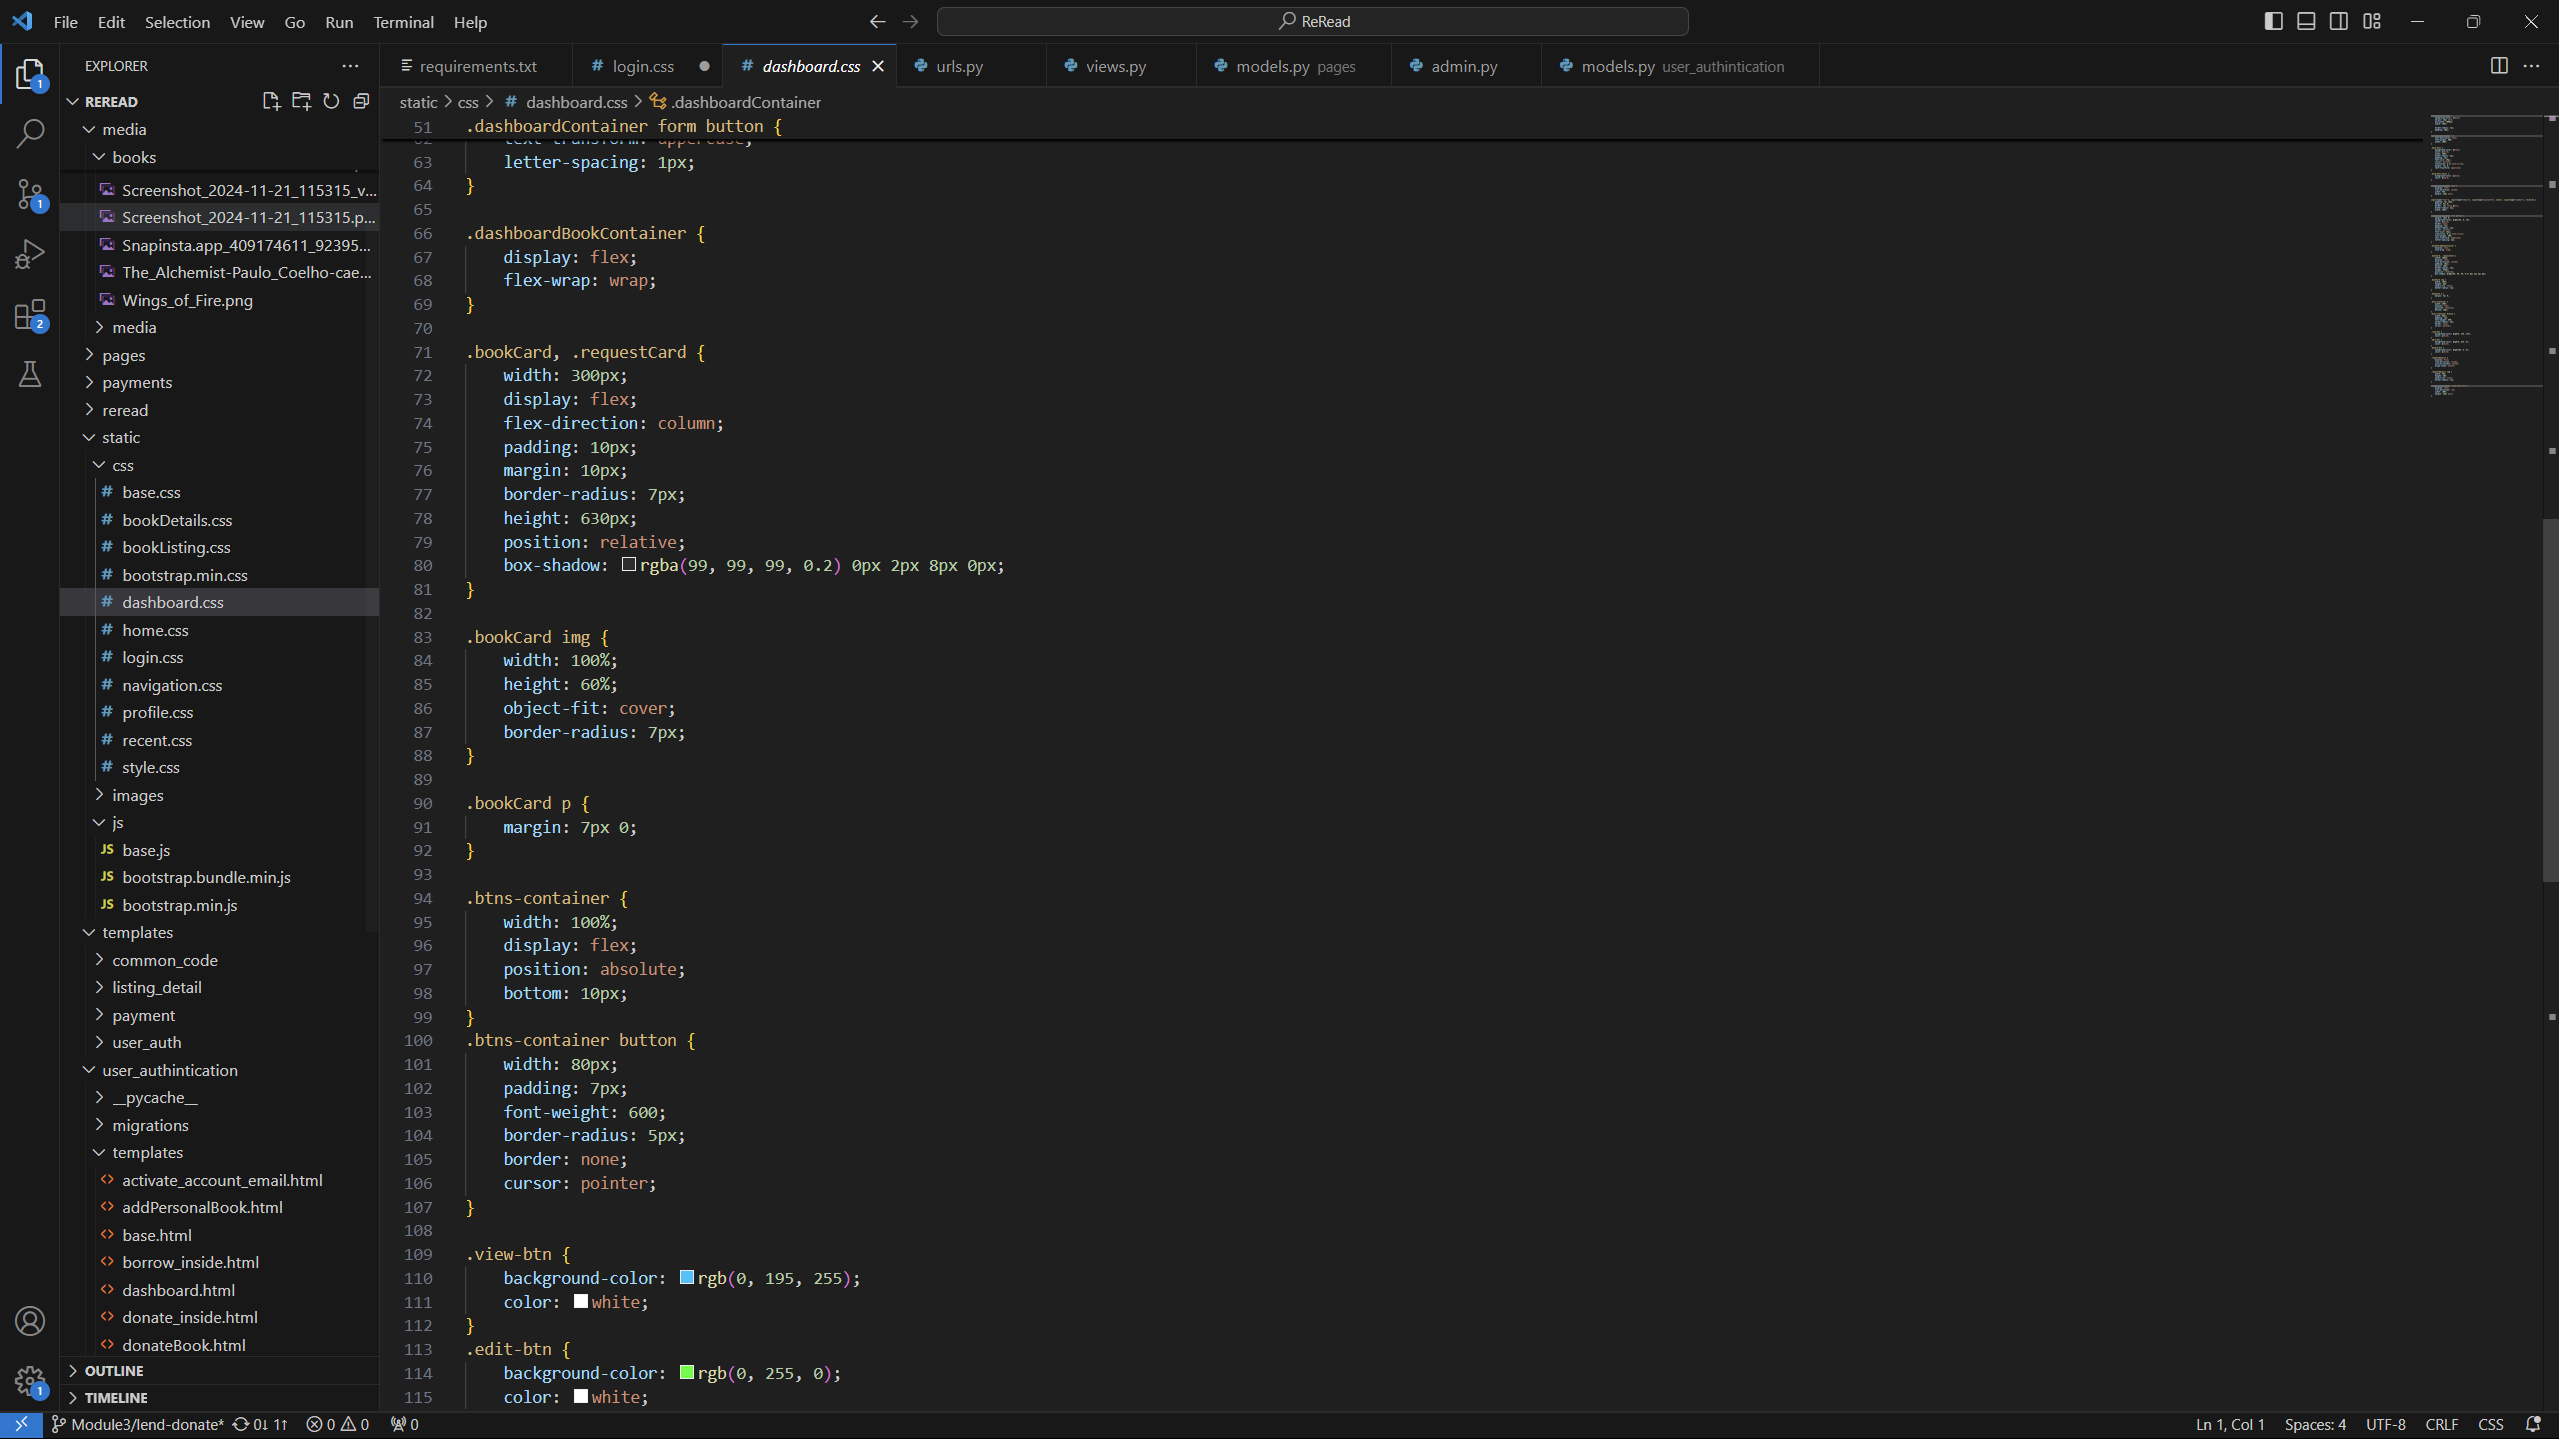 File Edit Selection View Go Run Terminal Help
ReRead
EXPLORER
requirements.txt
login.css
dashboard.css
urls.py
views.py
models.py pages
admin.py
models.py user_authintication
REREAD
static > css > # dashboard.css > .dashboardContainer
media
books
Screenshot_2024-11-21_115315_v...
Screenshot_2024-11-21_115315.p...
Snapinsta.app_409174611_92395...
The_Alchemist-Paulo_Coelho-cae...
Wings_of_Fire.png
media
pages
payments
reread
static
css
# base.css
# bookDetails.css
# bookListing.css
# bootstrap.min.css
# dashboard.css
# home.css
# login.css
# navigation.css
# profile.css
# recent.css
# style.css
images
js
JS base.js
JS bootstrap.bundle.min.js
JS bootstrap.min.js
templates
common_code
listing_detail
payment
user_auth
user_authintication
__pycache__
migrations
templates
<> activate_account_email.html
<> addPersonalBook.html
<> base.html
<> borrow_inside.html
<> dashboard.html
<> donate_inside.html
<> donateBook.html
OUTLINE
TIMELINE
1
1
2
1
51 .dashboardContainer form button {
62 text-transform: uppercase;
63 letter-spacing: 1px;
64 }
65
66 .dashboardBookContainer {
67 display: flex;
68 flex-wrap: wrap;
69 }
70
71 .bookCard, .requestCard {
72 width: 300px;
73 display: flex;
74 flex-direction: column;
75 padding: 10px;
76 margin: 10px;
77 border-radius: 7px;
78 height: 630px;
79 position: relative;
80 box-shadow: rgba(99, 99, 99, 0.2) 0px 2px 8px 0px;
81 }
82
83 .bookCard img {
84 width: 100%;
85 height: 60%;
86 object-fit: cover;
87 border-radius: 7px;
88 }
89
90 .bookCard p {
91 margin: 7px 0;
92 }
93
94 .btns-container {
95 width: 100%;
96 display: flex;
97 position: absolute;
98 bottom: 10px;
99 }
100 .btns-container button {
101 width: 80px;
102 padding: 7px;
103 font-weight: 600;
104 border-radius: 5px;
105 border: none;
106 cursor: pointer;
107 }
108
109 .view-btn {
110 background-color: rgb(0, 195, 255);
111 color: white;
112 }
113 .edit-btn {
114 background-color: rgb(0, 255, 0);
115 color: white;
Module3/lend-donate* 0↓ 1↑ 0 0 0
Ln 1, Col 1 Spaces: 4 UTF-8 CRLF CSS